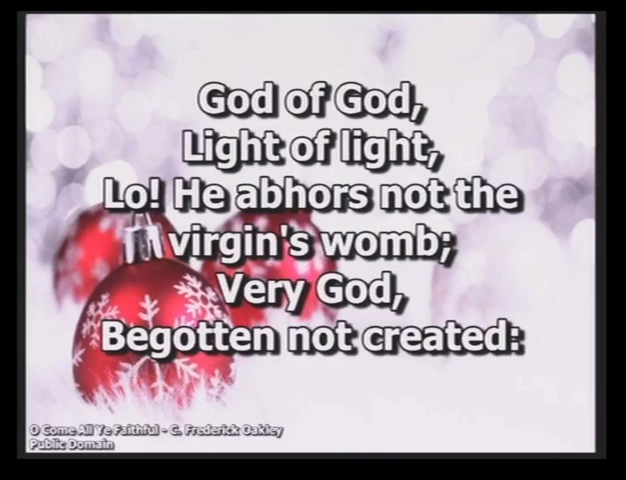 God of God,
Light of light,
Lo! He abhors not the
virgin's womb;
Very God,
Begotten not created:
O Come All Ye Faithful - C. Frederick Oakley
Public Domain